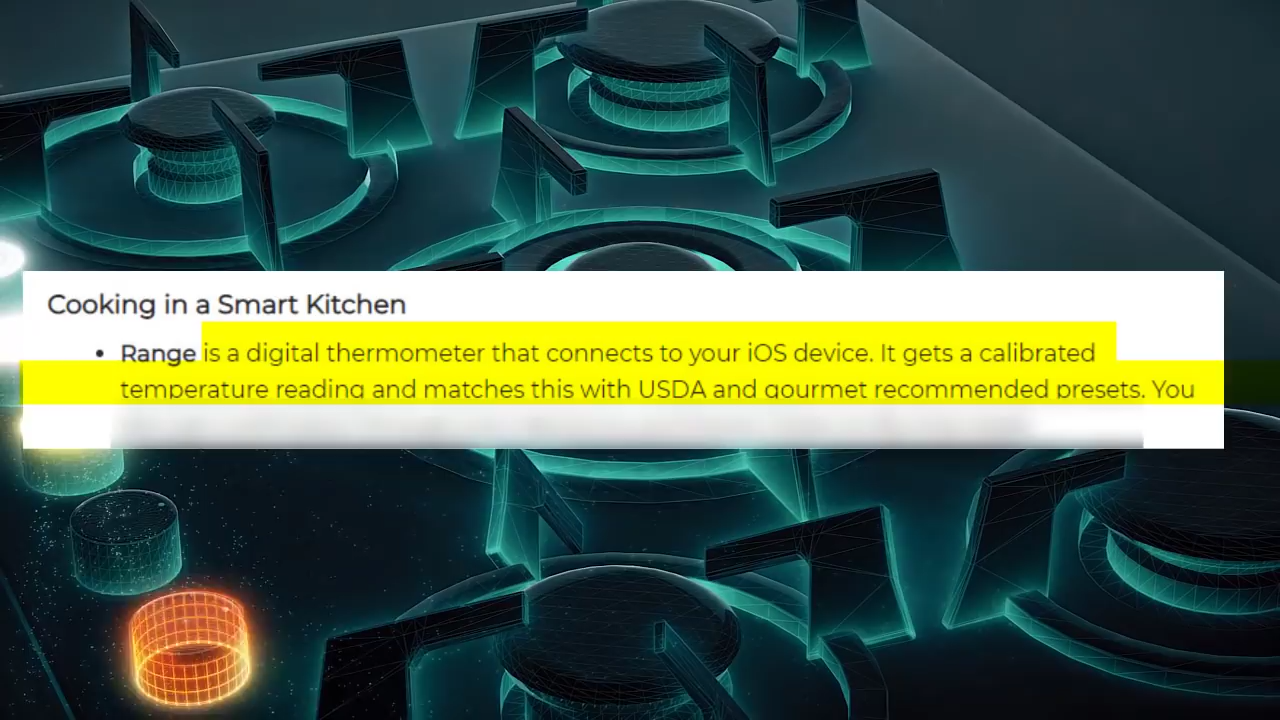 Cooking in a Smart Kitchen
• Range is a digital thermometer that connects to your iOS device. It gets a calibrated
temperature reading and matches this with USDA and gourmet recommended presets. You